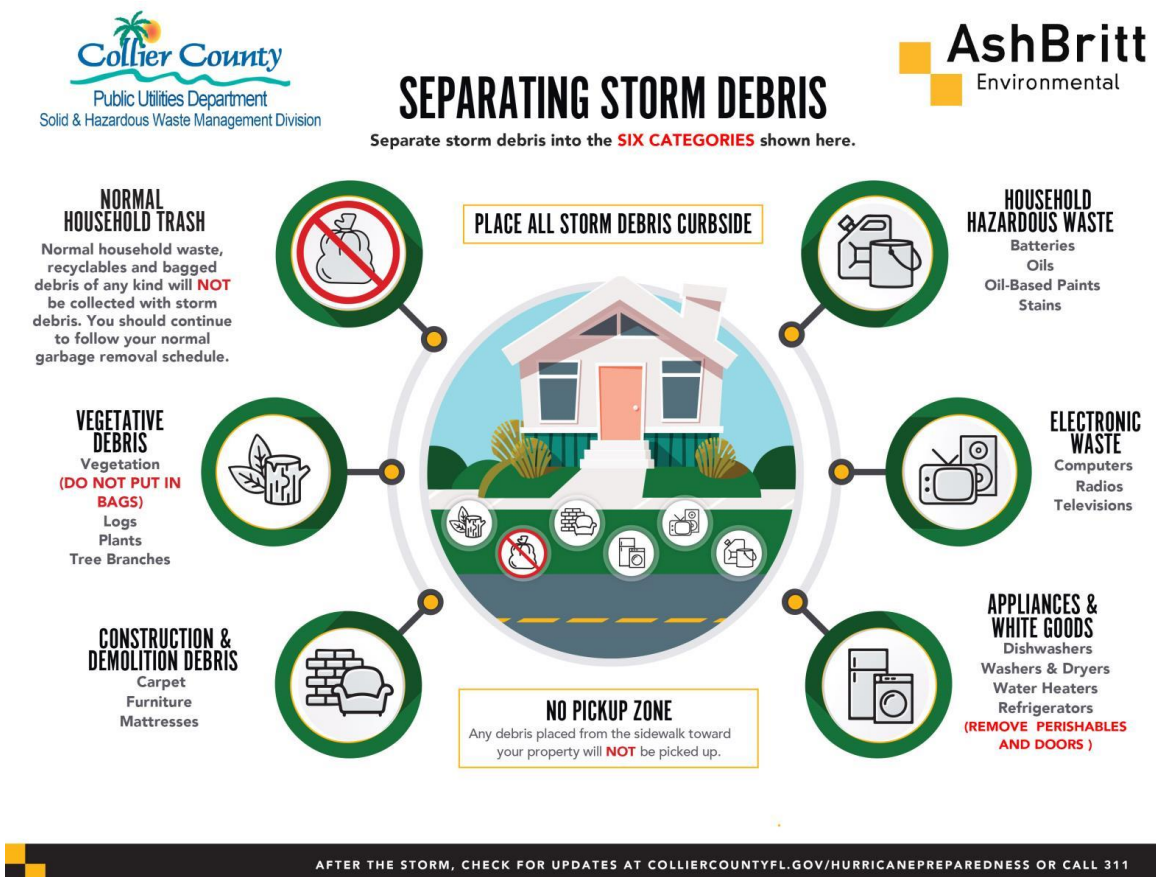 Collier County
Public Utilities Department
Solid & Hazardous Waste Management Division
AshBritt
Environmental
SEPARATING STORM DEBRIS
Separate storm debris into the SIX CATEGORIES shown here.
NORMAL
HOUSEHOLD TRASH
Normal household waste,
recyclables and bagged
debris of any kind will NOT
be collected with storm
debris. You should continue
to follow your normal
garbage removal schedule.
VEGETATIVE
DEBRIS
Vegetation
(DO NOT PUT IN
BAGS)
Logs
Plants
Tree Branches
CONSTRUCTION &
DEMOLITION DEBRIS
Carpet
Furniture
Mattresses
PLACE ALL STORM DEBRIS CURBSIDE
NO PICKUP ZONE
Any debris placed from the sidewalk toward
your property will NOT be picked up.
HOUSEHOLD
HAZARDOUS WASTE
Batteries
Oils
Oil-Based Paints
Stains
ELECTRONIC
WASTE
Computers
Radios
Televisions
APPLIANCES &
WHITE GOODS
Dishwashers
Washers & Dryers
Water Heaters
Refrigerators
(REMOVE PERISHABLES
AND DOORS )
AFTER THE STORM, CHECK FOR UPDATES AT COLLIERCOUNTYFL.GOV/HURRICANEPREPAREDNESS OR CALL 311